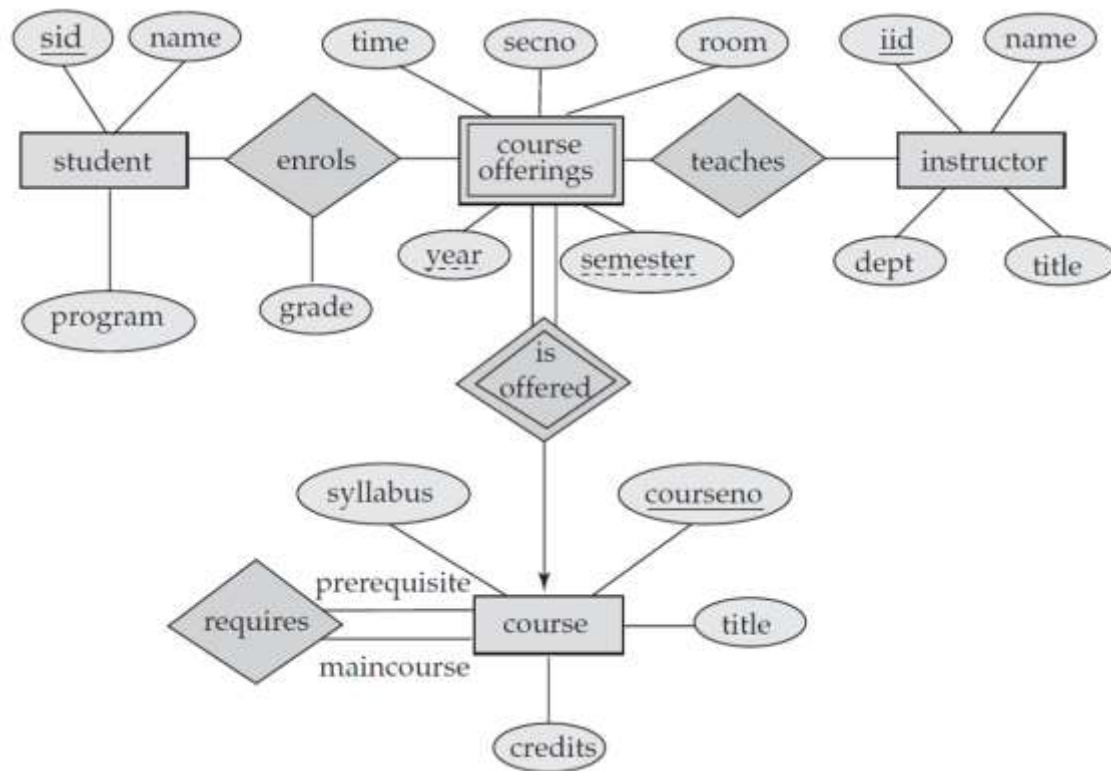 sid
name
time
secno
room
iid
name
student
enrols
course
offerings
teaches
instructor
year
semester
dept
title
program
grade
is
offered
syllabus
courseno
prerequisite
requires
course
title
maincourse
credits